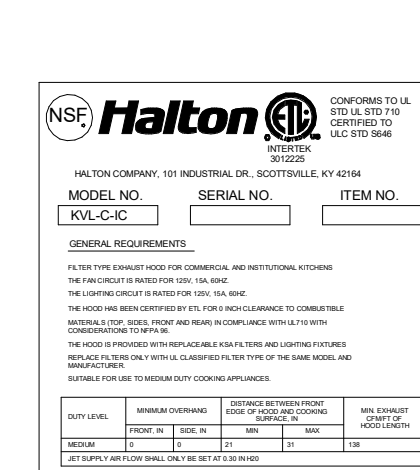 NSF
Halton
ETL
LISTED
US
CONFORMS TO UL
STD UL STD 710
CERTIFIED TO
ULC STD S646
INTERTEK
3012225
HALTON COMPANY, 101 INDUSTRIAL DR., SCOTTSVILLE, KY 42164
MODEL NO. SERIAL NO. ITEM NO.
KVL-C-IC
GENERAL REQUIREMENTS
FILTER TYPE EXHAUST HOOD FOR COMMERCIAL AND INSTITUTIONAL KITCHENS
THE FAN CIRCUIT IS RATED FOR 125V, 15A, 60HZ.
THE LIGHTING CIRCUIT IS RATED FOR 125V, 15A, 60HZ.
THE HOOD HAS BEEN CERTIFIED BY ETL FOR 0 INCH CLEARANCE TO COMBUSTIBLE
MATERIALS (TOP, SIDES, FRONT AND REAR) IN COMPLIANCE WITH UL710 WITH
CONSIDERATIONS TO NFPA 96.
THE HOOD IS PROVIDED WITH REPLACEABLE KSA FILTERS AND LIGHTING FIXTURES
REPLACE FILTERS ONLY WITH UL CLASSIFIED FILTER TYPE OF THE SAME MODEL AND
MANUFACTURER.
SUITABLE FOR USE TO MEDIUM DUTY COOKING APPLIANCES.
DUTY LEVEL
MINIMUM OVERHANG
FRONT, IN SIDE, IN
DISTANCE BETWEEN FRONT
EDGE OF HOOD AND COOKING
SURFACE, IN
MIN MAX
MIN. EXHAUST
CFM/FT OF
HOOD LENGTH
MEDIUM 0 0 21 31 138
JET SUPPLY AIR FLOW SHALL ONLY BE SET AT 0.30 IN H20